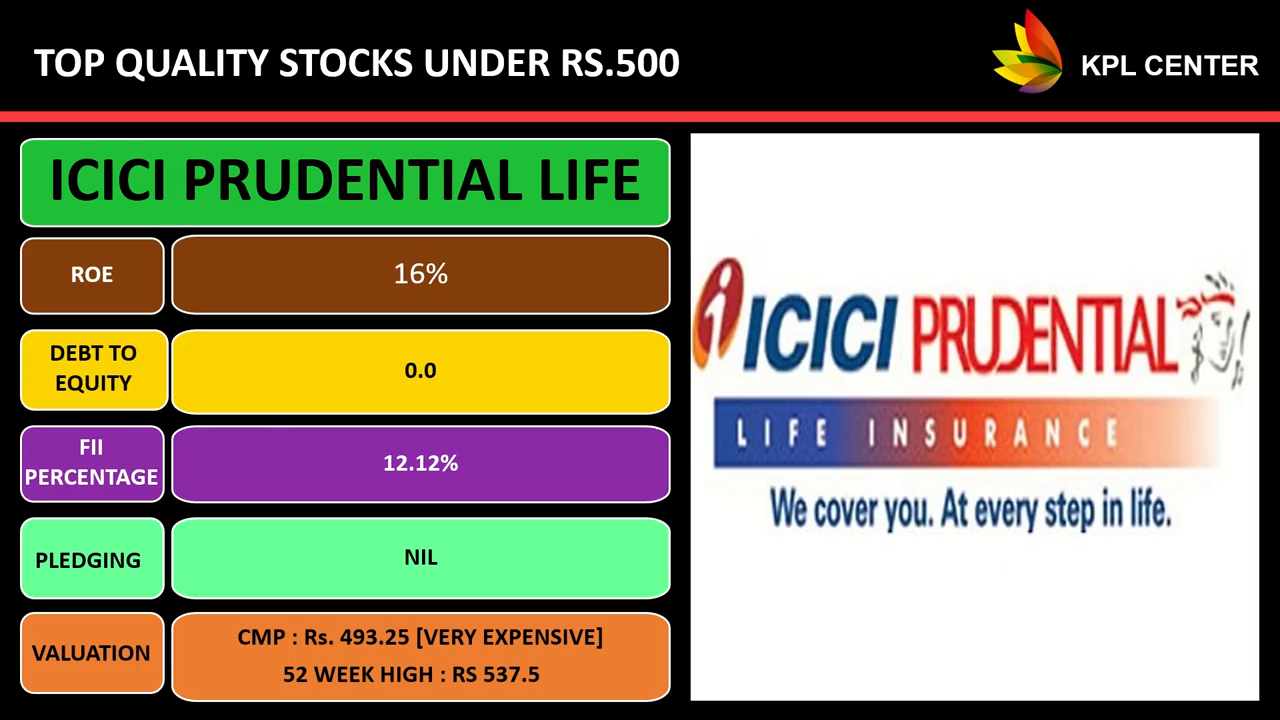 TOP QUALITY STOCKS UNDER RS.500
KPL CENTER
ICICI PRUDENTIAL LIFE
ROE
16%
DEBT TO
EQUITY
0.0
FII
PERCENTAGE
12.12%
PLEDGING
NIL
VALUATION
CMP : Rs. 493.25 [VERY EXPENSIVE]
52 WEEK HIGH : RS 537.5
i ICICI PRUDENTIAL
LIFE INSURANCE
We cover you. At every step in life.